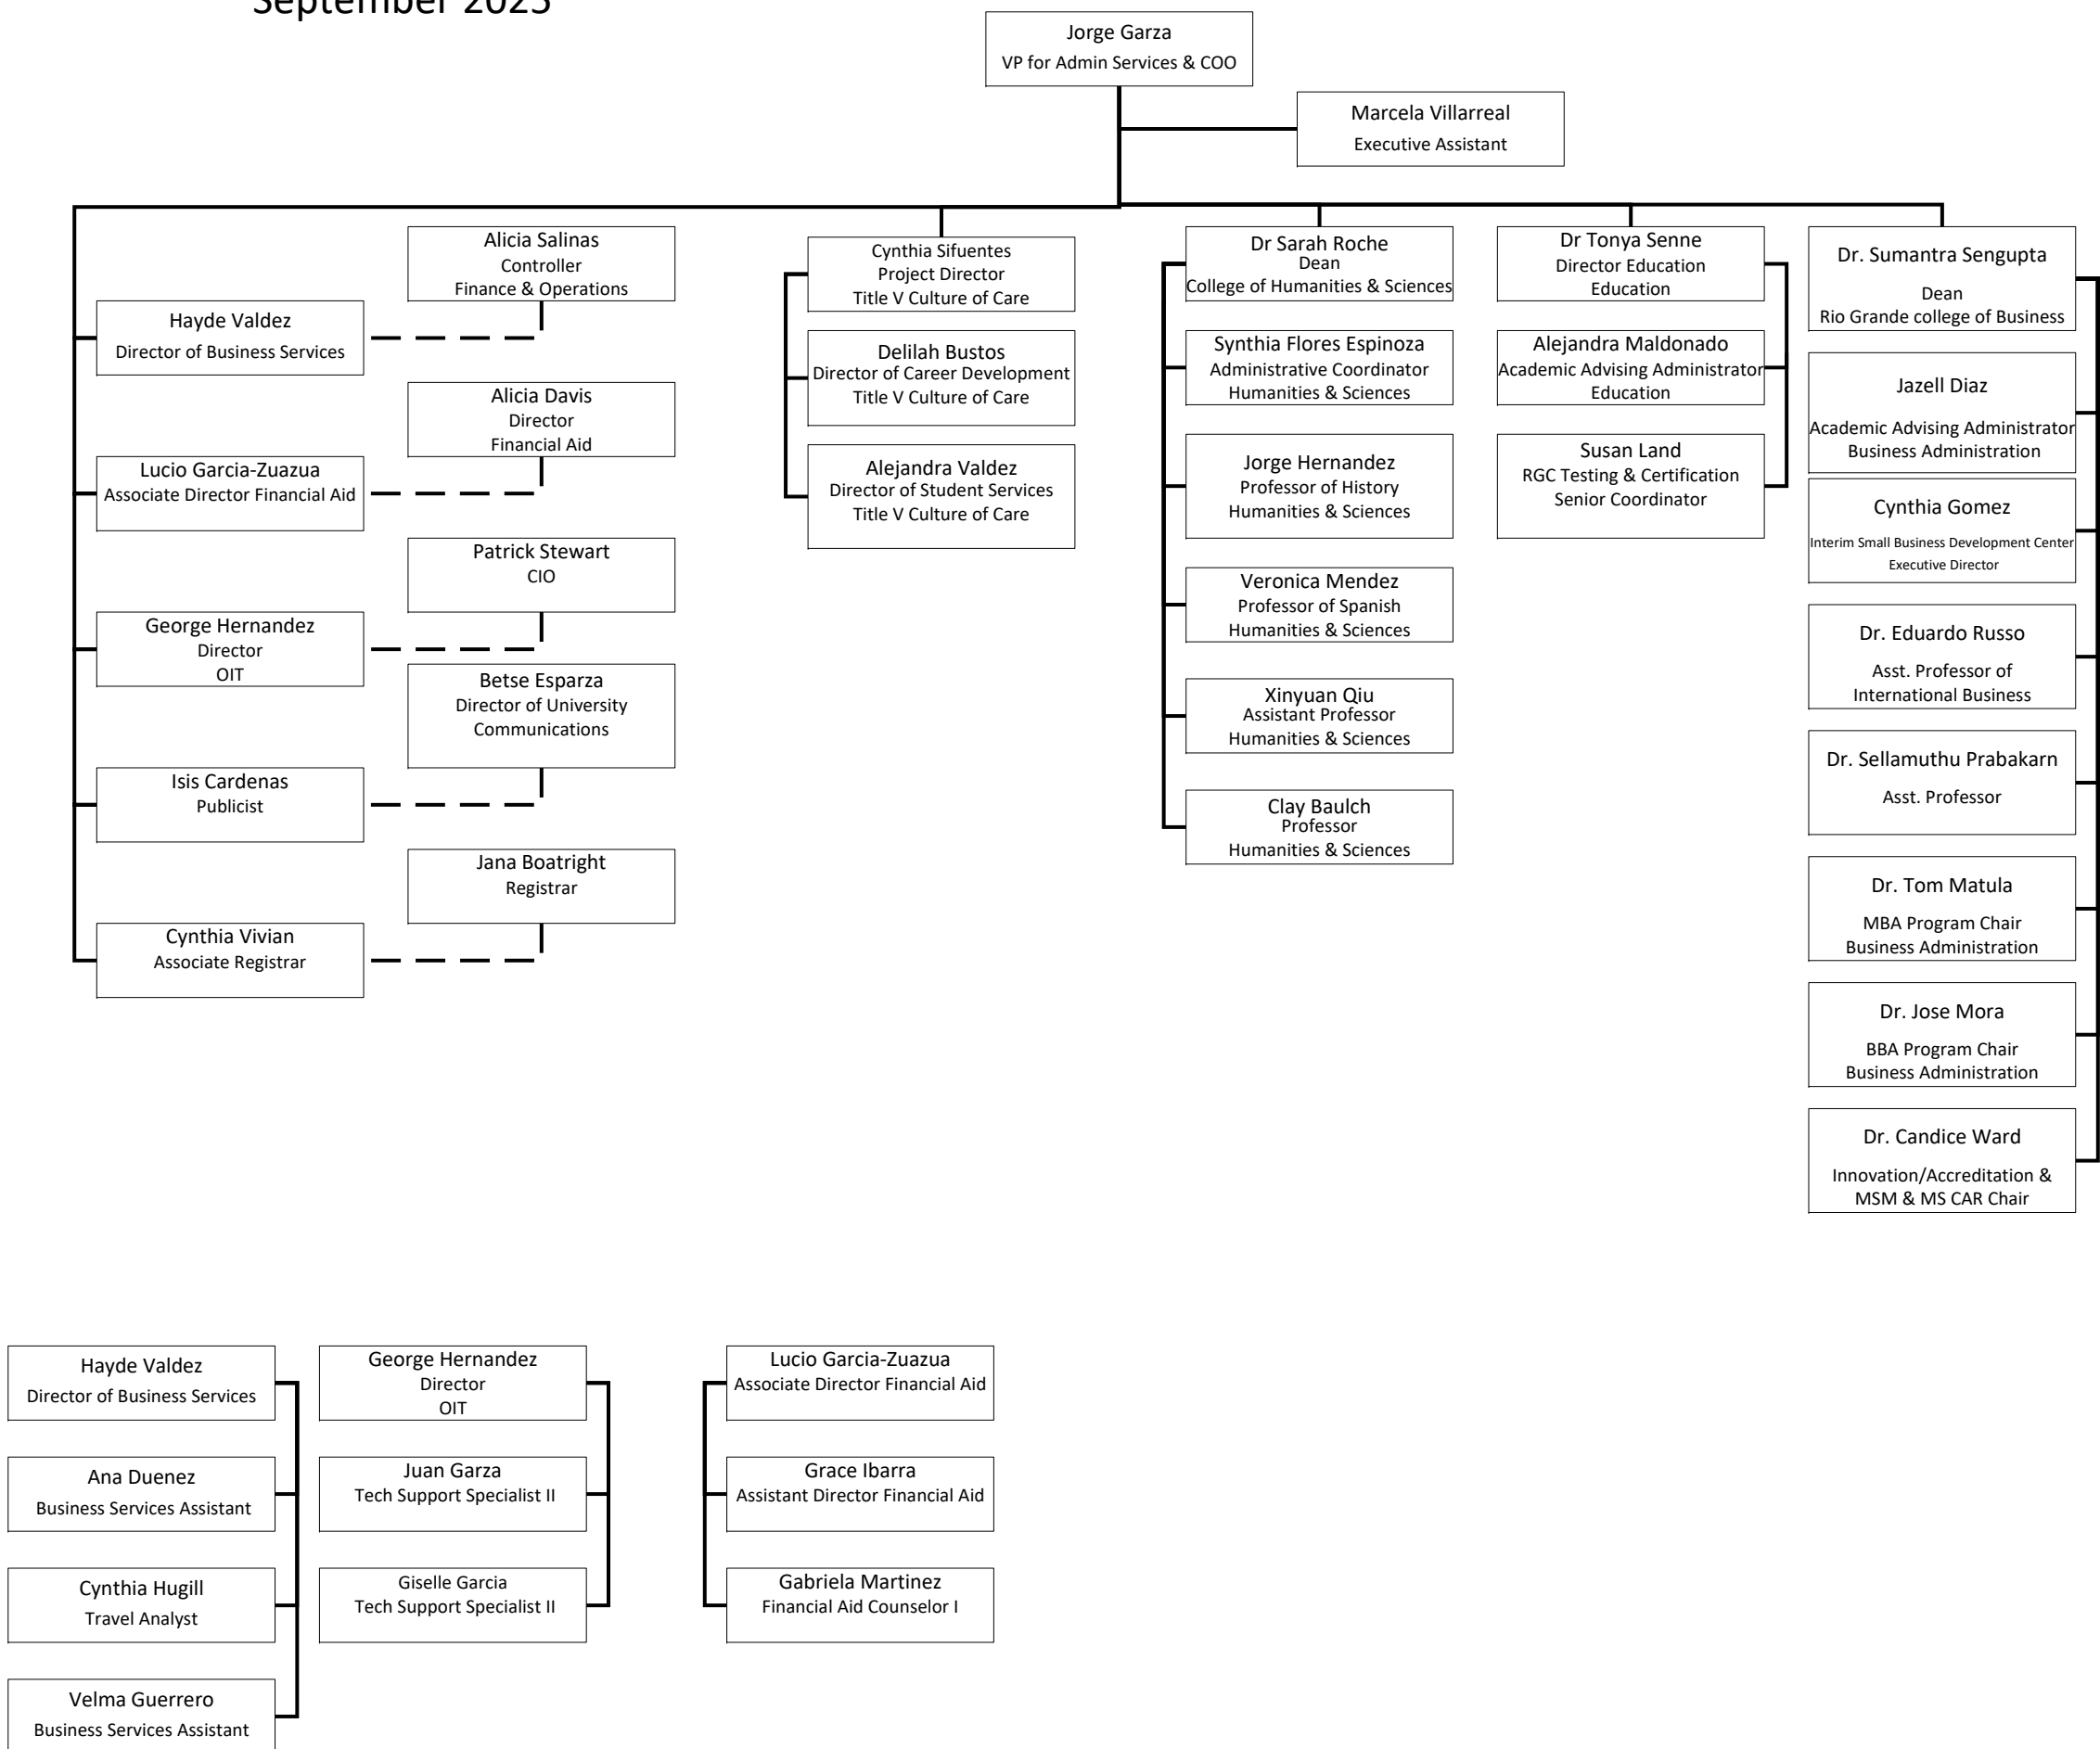 September 2025
Jorge Garza
VP for Admin Services & COO
Marcela Villarreal
Executive Assistant
Alicia Salinas
Controller
Finance & Operations
Hayde Valdez
Director of Business Services
Alicia Davis
Director
Financial Aid
Lucio Garcia-Zuazua
Associate Director Financial Aid
Patrick Stewart
CIO
George Hernandez
Director
OIT
Betse Esparza
Director of University
Communications
Isis Cardenas
Publicist
Jana Boatright
Registrar
Cynthia Vivian
Associate Registrar
Cynthia Sifuentes
Project Director
Title V Culture of Care
Delilah Bustos
Director of Career Development
Title V Culture of Care
Alejandra Valdez
Director of Student Services
Title V Culture of Care
Dr Sarah Roche
Dean
College of Humanities & Sciences
Synthia Flores Espinoza
Administrative Coordinator
Humanities & Sciences
Jorge Hernandez
Professor of History
Humanities & Sciences
Veronica Mendez
Professor of Spanish
Humanities & Sciences
Xinyuan Qiu
Assistant Professor
Humanities & Sciences
Clay Baulch
Professor
Humanities & Sciences
Dr Tonya Senne
Director Education
Education
Alejandra Maldonado
Academic Advising Administrator
Education
Susan Land
RGC Testing & Certification
Senior Coordinator
Dr. Sumantra Sengupta
Dean
Rio Grande college of Business
Jazell Diaz
Academic Advising Administrator
Business Administration
Cynthia Gomez
Interim Small Business Development Center
Executive Director
Dr. Eduardo Russo
Asst. Professor of
International Business
Dr. Sellamuthu Prabakarn
Asst. Professor
Dr. Tom Matula
MBA Program Chair
Business Administration
Dr. Jose Mora
BBA Program Chair
Business Administration
Dr. Candice Ward
Innovation/Accreditation &
MSM & MS CAR Chair
Hayde Valdez
Director of Business Services
Ana Duenez
Business Services Assistant
Cynthia Hugill
Travel Analyst
Velma Guerrero
Business Services Assistant
George Hernandez
Director
OIT
Juan Garza
Tech Support Specialist II
Giselle Garcia
Tech Support Specialist II
Lucio Garcia-Zuazua
Associate Director Financial Aid
Grace Ibarra
Assistant Director Financial Aid
Gabriela Martinez
Financial Aid Counselor I